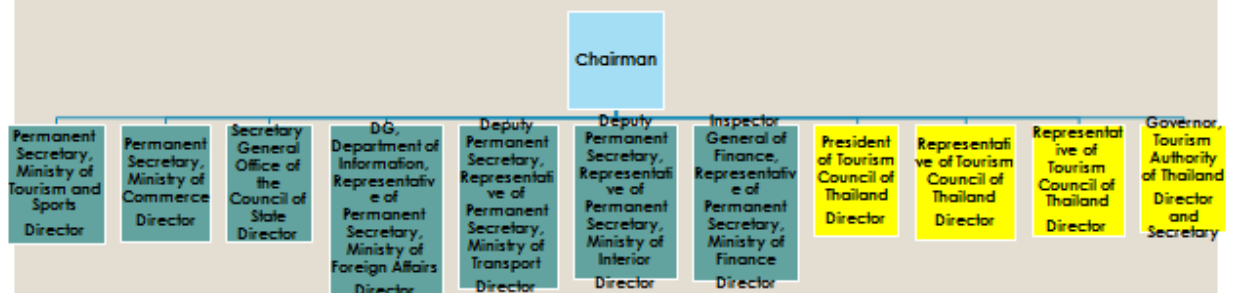 Chairman
Permanent
Secretary,
Ministry of
Tourism and
Sports
Director
Permanent
Secretary,
Ministry of
Commerce
Director
Secretary
General
Office of
the
Council of
State
Director
DG,
Department of
Information,
Representativ
e of
Permanent
Secretary,
Ministry of
Foreign Affairs
Director
Deputy
Permanent
Secretary,
Representati
ve of
Permanent
Secretary,
Ministry of
Transport
Director
Deputy
Permanent
Secretary,
Representati
ve of
Permanent
Secretary,
Ministry of
Interior
Director
Inspector
General of
Finance,
Representativ
e of
Permanent
Secretary,
Ministry of
Finance
Director
President
of Tourism
Council of
Thailand
Director
Representati
ve of Tourism
Council of
Thailand
Director
Representat
ive of
Tourism
Council of
Thailand
Director
Governor,
Tourism
Authority
of Thailand
Director
and
Secretary